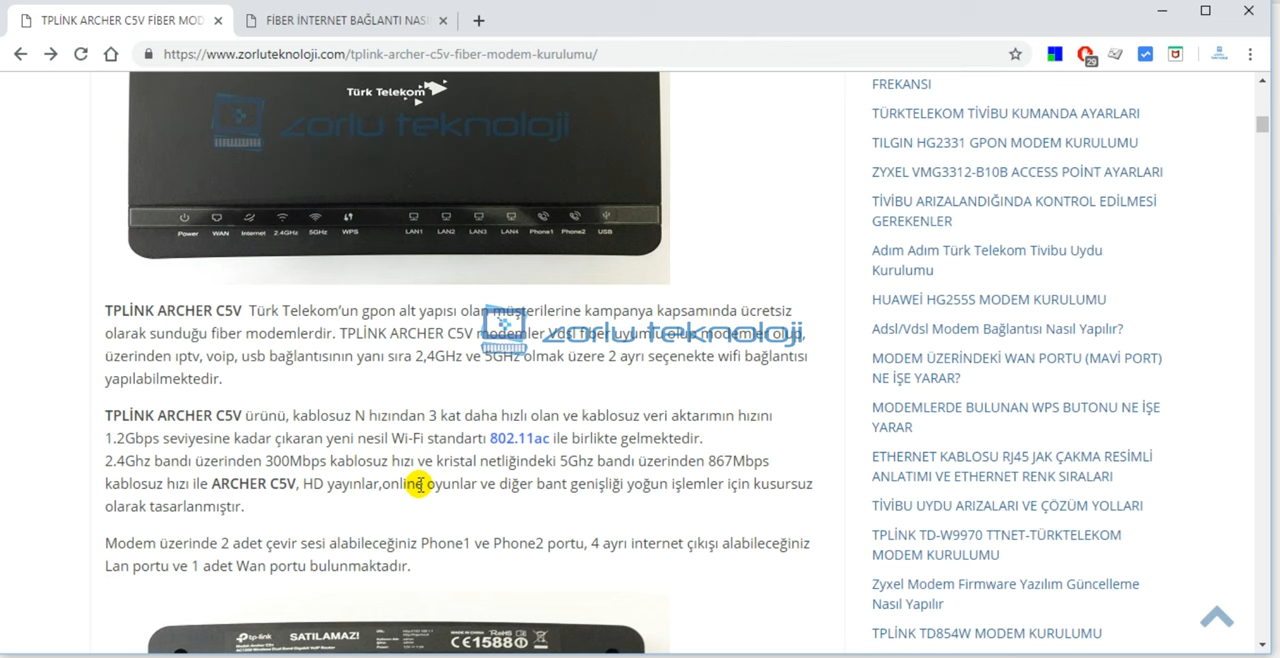 TPLİNK ARCHER C5V FİBER MOD
FİBER İNTERNET BAĞLANTI NAS
https://www.zorluteknoloji.com/tplink-archer-c5v-fiber-modem-kurulumu/
29
Türk Telekom
zorlu teknoloji
Power WAN Internet 2.4GHz 5GHz WPS LAN1 LAN2 LAN3 LAN4 Phone1 Phone2 USB
TPLİNK ARCHER C5V Türk Telekom’un gpon alt yapısı olan müşterilerine kampanya kapsamında ücretsiz
olarak sunduğu fiber modemlerdir. TPLİNK ARCHER C5V modemler Vdsl fiber uyumlu olup modemler olup,
üzerinden ıptv, voip, usb bağlantısının yanı sıra 2,4GHz ve 5GHz olmak üzere 2 ayrı seçenekte wifi bağlantısı
yapılabilmektedir.
zorlu teknoloji
TPLİNK ARCHER C5V ürünü, kablosuz N hızından 3 kat daha hızlı olan ve kablosuz veri aktarımın hızını
1.2Gbps seviyesine kadar çıkaran yeni nesil Wi-Fi standartı 802.11ac ile birlikte gelmektedir.
2.4Ghz bandı üzerinden 300Mbps kablosuz hızı ve kristal netliğindeki 5Ghz bandı üzerinden 867Mbps
kablosuz hızı ile ARCHER C5V, HD yayınlar,online oyunlar ve diğer bant genişliği yoğun işlemler için kusursuz
olarak tasarlanmıştır.
Modem üzerinde 2 adet çevir sesi alabileceğiniz Phone1 ve Phone2 portu, 4 ayrı internet çıkışı alabileceğiniz
Lan portu ve 1 adet Wan portu bulunmaktadır.
tp-link SATILAMAZ!
CE1588
FREKANSI
TÜRKTELEKOM TİVİBU KUMANDA AYARLARI
TILGIN HG2331 GPON MODEM KURULUMU
ZYXEL VMG3312-B10B ACCESS POİNT AYARLARI
TİVİBU ARIZALANDIĞINDA KONTROL EDİLMESİ
GEREKENLER
Adım Adım Türk Telekom Tivibu Uydu
Kurulumu
HUAWEİ HG255S MODEM KURULUMU
Adsl/Vdsl Modem Bağlantısı Nasıl Yapılır?
MODEM ÜZERİNDEKİ WAN PORTU (MAVİ PORT)
NE İŞE YARAR?
MODEMLERDE BULUNAN WPS BUTONU NE İŞE
YARAR
ETHERNET KABLOSU RJ45 JAK ÇAKMA RESİMLİ
ANLATIMI VE ETHERNET RENK SIRALARI
TİVİBU UYDU ARIZALARI VE ÇÖZÜM YOLLARI
TPLİNK TD-W9970 TTNET-TÜRKTELEKOM
MODEM KURULUMU
Zyxel Modem Firmware Yazılım Güncelleme
Nasıl Yapılır
TPLİNK TD854W MODEM KURULUMU